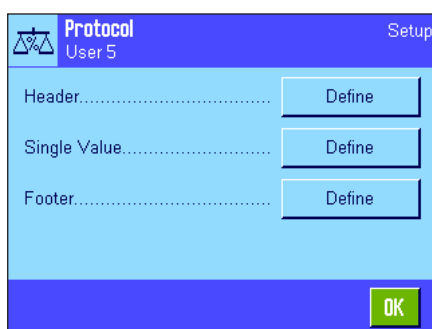 Protocol
Setup
User 5
Header.................................. Define
Single Value.......................... Define
Footer................................... Define
OK